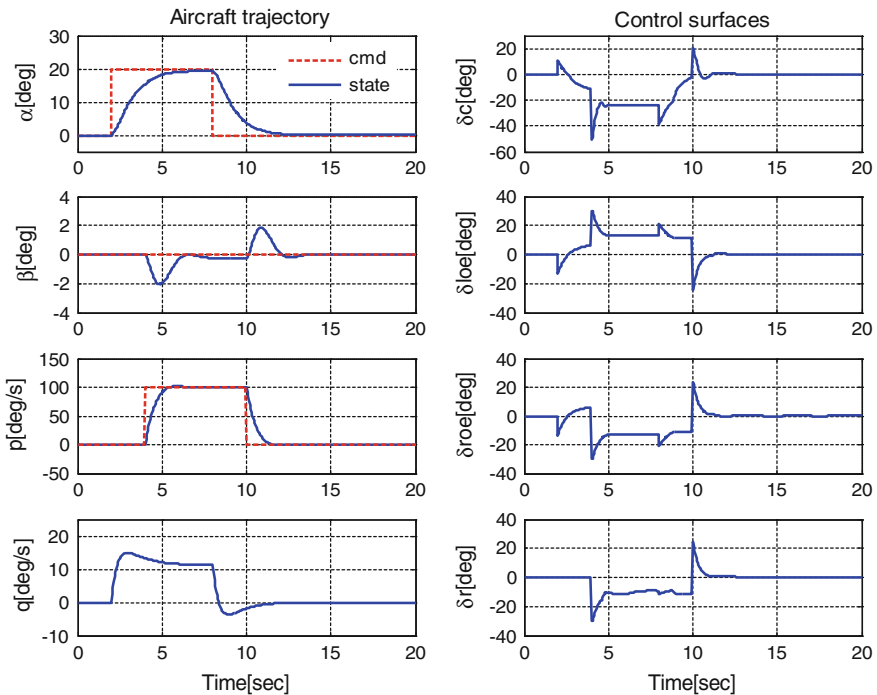 Aircraft trajectory
Control surfaces
α[deg]
30
20
10
0
cmd
state
0 5 10 15 20
δc[deg]
20
0
-20
-40
-60
0 5 10 15 20
β[deg]
4
2
0
-2
-4
0 5 10 15 20
δloe[deg]
40
20
0
-20
-40
0 5 10 15 20
p[deg/s]
150
100
50
0
-50
0 5 10 15 20
δroe[deg]
40
20
0
-20
-40
0 5 10 15 20
q[deg/s]
20
10
0
-10
0 5 10 15 20
Time[sec]
δr[deg]
40
20
0
-20
-40
0 5 10 15 20
Time[sec]